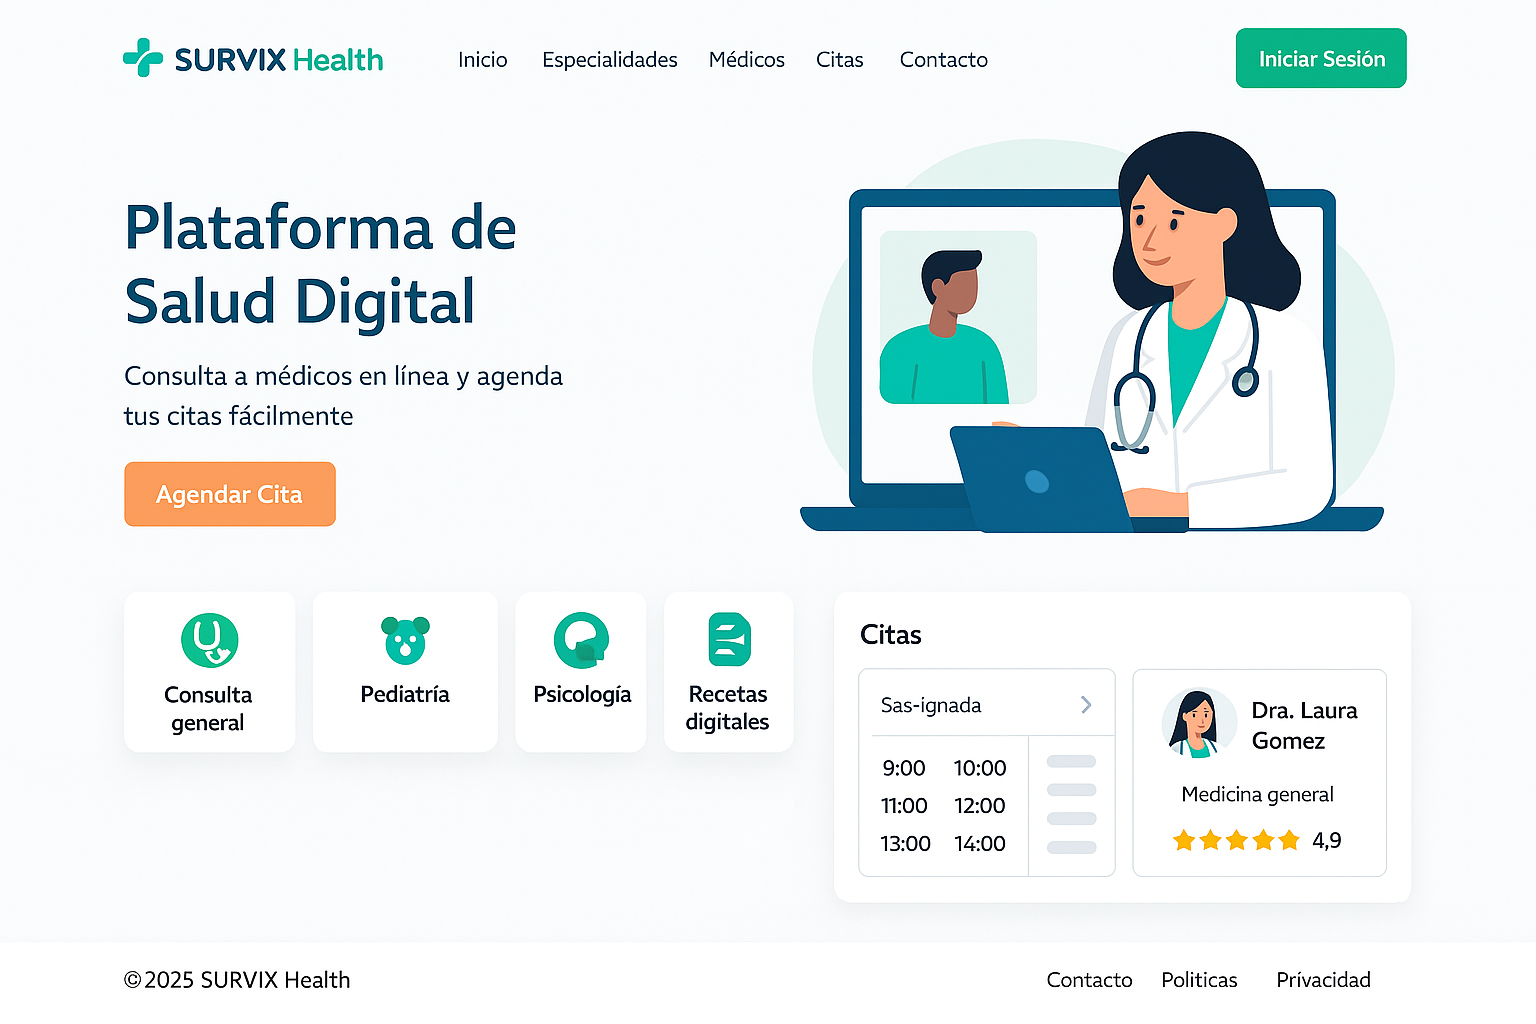 SURVIX Health
Inicio Especialidades Médicos Citas Contacto
Iniciar Sesión
Plataforma de
Salud Digital
Consulta a médicos en línea y agenda
tus citas fácilmente
Agendar Cita
Consulta
general
Pediatría
Psicología
Recetas
digitales
Citas
Sas-ignada
9:00 10:00
11:00 12:00
13:00 14:00
Dra. Laura
Gomez
Medicina general
4,9
©2025 SURVIX Health
Contacto Politicas Prívacidad